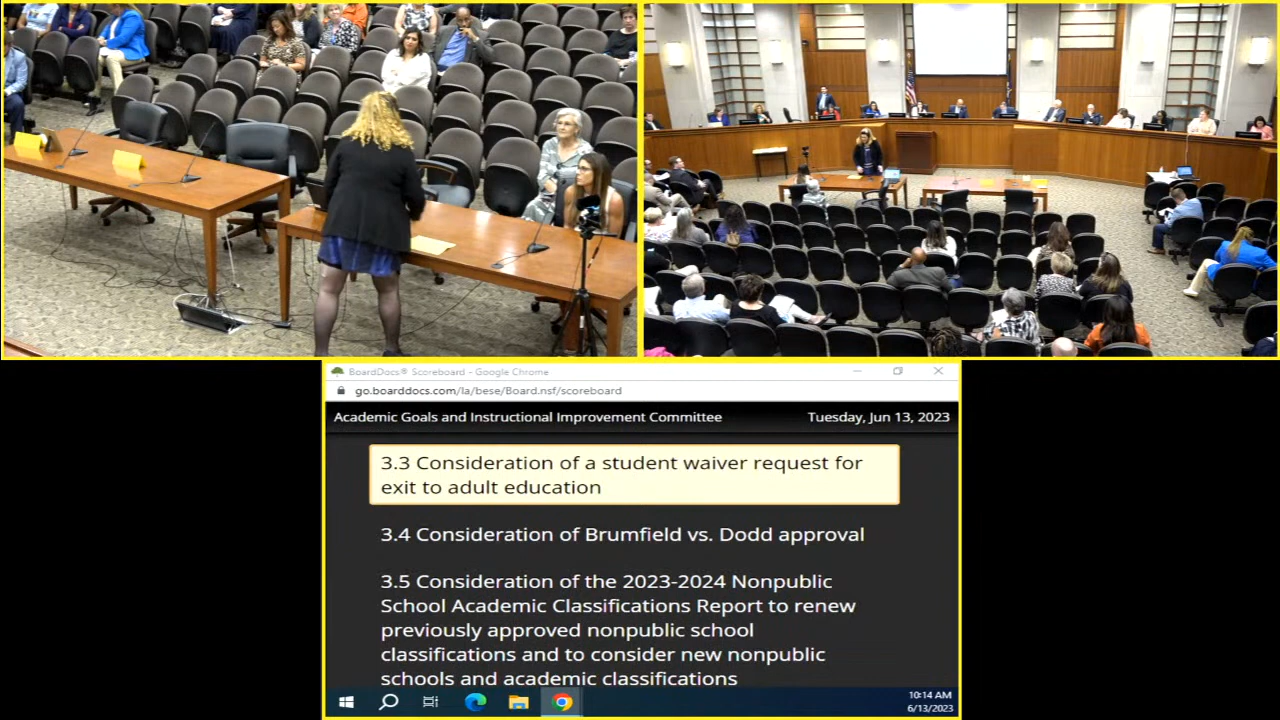 BoardDocs® Scoreboard - Google Chrome
go.boarddocs.com/la/bese/Board.nsf/scoreboard
Academic Goals and Instructional Improvement Committee Tuesday, Jun 13, 2023
3.3 Consideration of a student waiver request for
exit to adult education
3.4 Consideration of Brumfield vs. Dodd approval
3.5 Consideration of the 2023-2024 Nonpublic
School Academic Classifications Report to renew
previously approved nonpublic school
classifications and to consider new nonpublic
schools and academic classifications
10:14 AM
6/13/2023